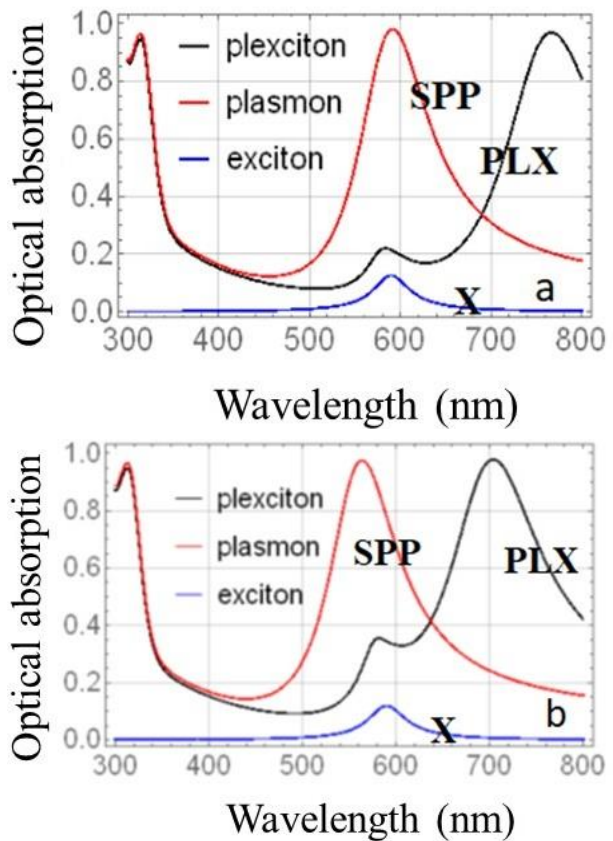 Optical absorption
1.0
0.8
0.6
0.4
0.2
0.0
plexciton
plasmon
exciton
SPP
PLX
X
a
300 400 500 600 700 800
Wavelength (nm)
Optical absorption
1.0
0.8
0.6
0.4
0.2
0.0
plexciton
plasmon
exciton
SPP
PLX
X
b
300 400 500 600 700 800
Wavelength (nm)